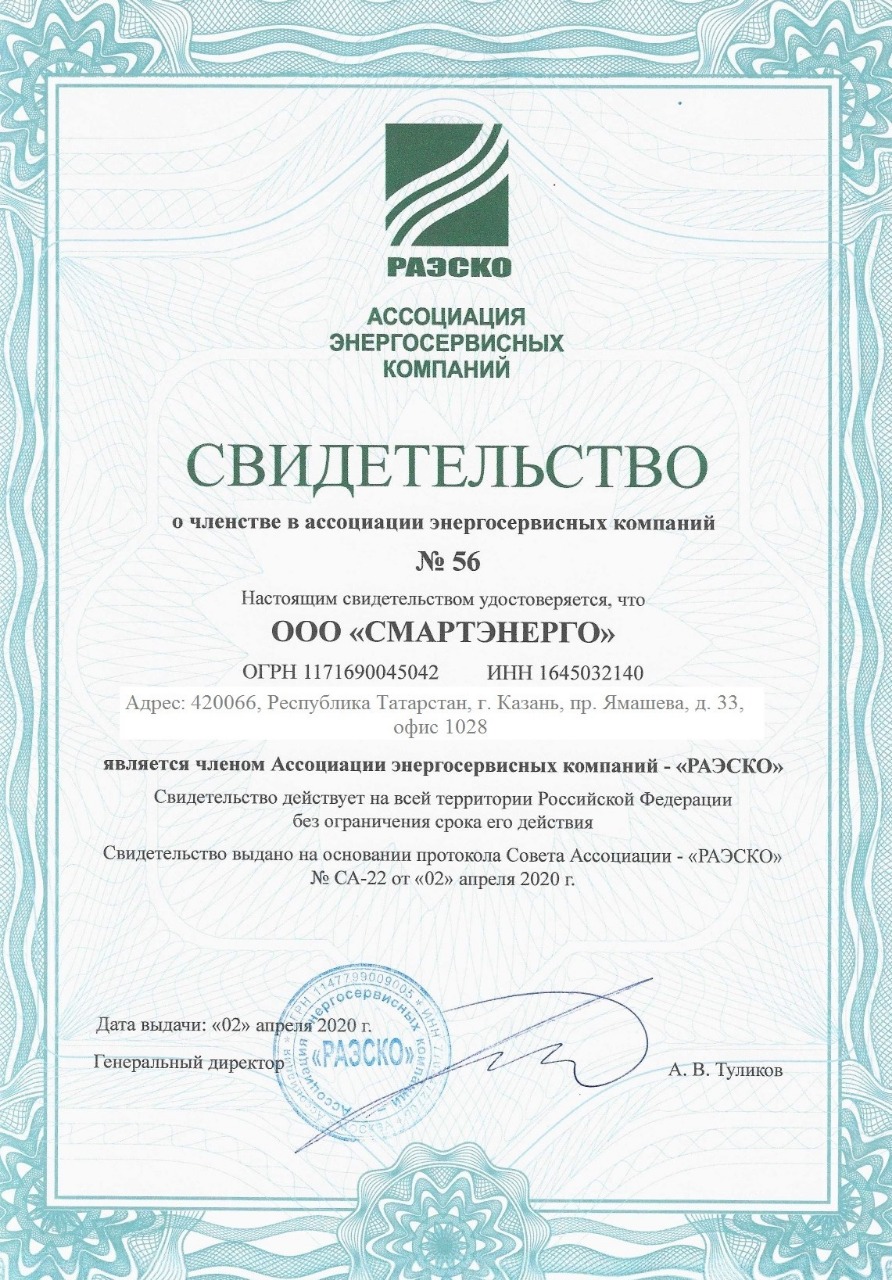 РАЭСКО
АССОЦИАЦИЯ
ЭНЕРГОСЕРВИСНЫХ
КОМПАНИЙ
СВИДЕТЕЛЬСТВО
о членстве в ассоциации энергосервисных компаний
№ 56
Настоящим свидетельством удостоверяется, что
ООО «СМАРТЭНЕРГО»
ОГРН 1171690045042 ИНН 1645032140
Адрес: 420066, Республика Татарстан, г. Казань, пр. Ямашева, д. 33,
офис 1028
является членом Ассоциации энергосервисных компаний - «РАЭСКО»
Свидетельство действует на всей территории Российской Федерации
без ограничения срока его действия
Свидетельство выдано на основании протокола Совета Ассоциации - «РАЭСКО»
№ СА-22 от «02» апреля 2020 г.
Дата выдачи: «02» апреля 2020 г.
Генеральный директор
ОГРН 1147799009005 * ИНН
Ассоциация энергосервисных компаний –
«РАЭСКО»
А. В. Туликов